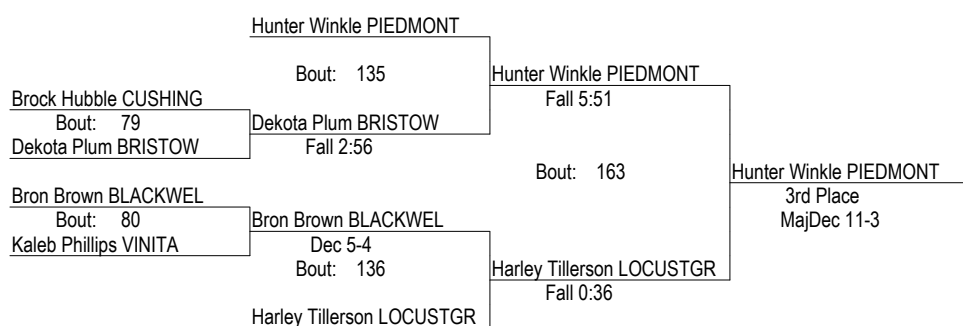 Hunter Winkle PIEDMONT
Bout: 135
Hunter Winkle PIEDMONT
Fall 5:51
Brock Hubble CUSHING
Bout: 79
Dekota Plum BRISTOW
Dekota Plum BRISTOW
Fall 2:56
Bout: 163
Hunter Winkle PIEDMONT
3rd Place
MajDec 11-3
Bron Brown BLACKWEL
Bout: 80
Kaleb Phillips VINITA
Bron Brown BLACKWEL
Dec 5-4
Bout: 136
Harley Tillerson LOCUSTGR
Fall 0:36
Harley Tillerson LOCUSTGR